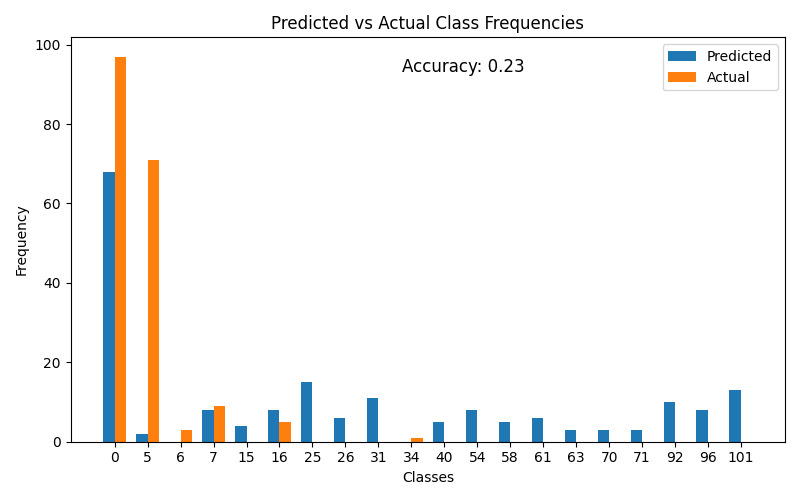 Predicted vs Actual Class Frequencies
Accuracy: 0.23
Predicted
Actual
Frequency
100
80
60
40
20
0
0 5 6 7 15 16 25 26 31 34 40 54 58 61 63 70 71 92 96 101
Classes